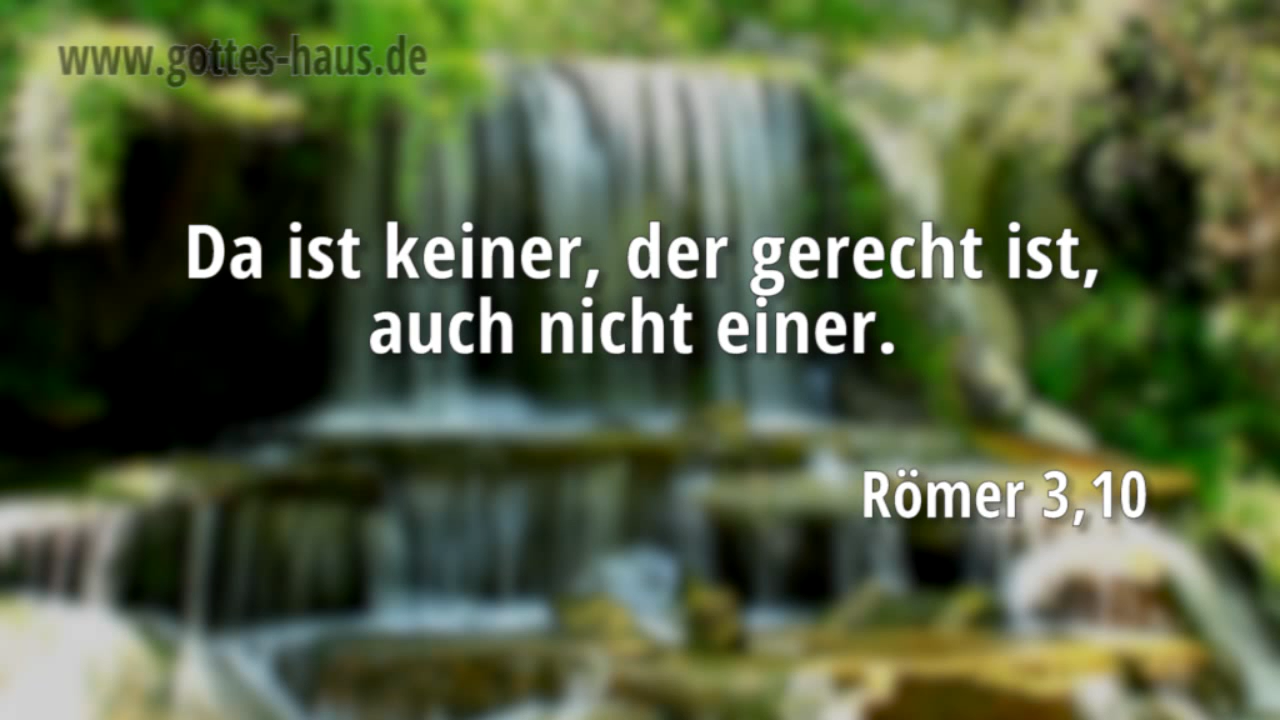 www.gottes-haus.de
Da ist keiner, der gerecht ist,
auch nicht einer.
Römer 3,10